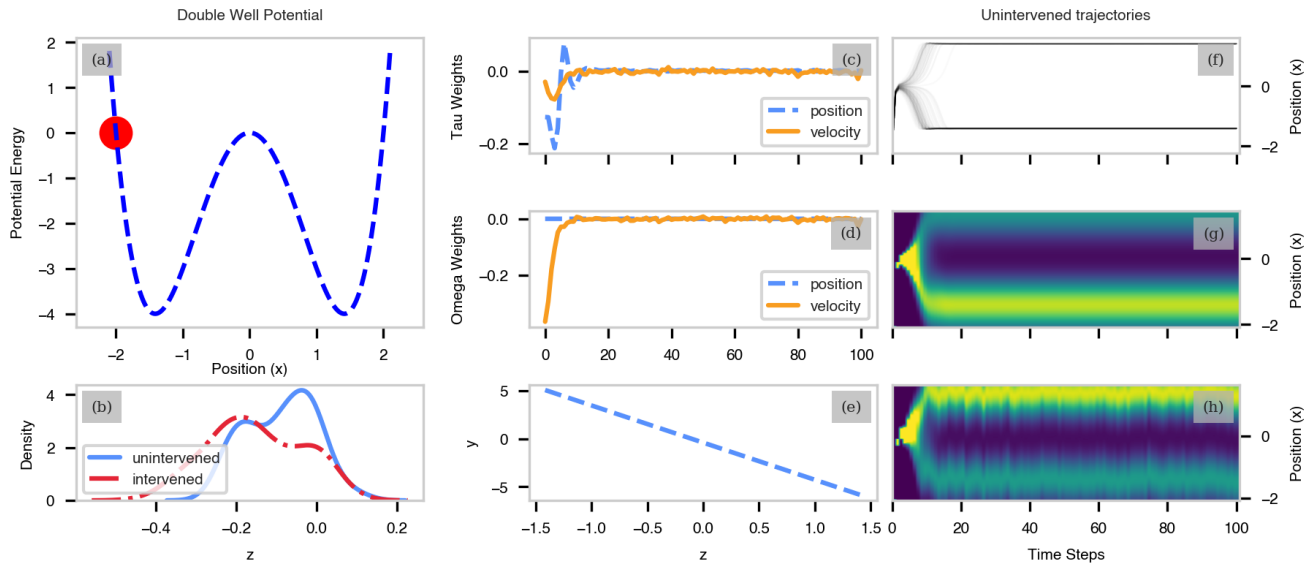 Double Well Potential
Unintervened trajectories
(a)
2
1
0
−1
−2
−3
−4
Potential Energy
−2
−1
0
1
2
Position (x)
(b)
4
2
0
Density
unintervened
intervened
−0.4
−0.2
0.0
0.2
z
(c)
0.0
−0.2
Tau Weights
position
velocity
(d)
0.0
−0.2
Omega Weights
position
velocity
0
20
40
60
80
100
(e)
5
0
−5
y
−1.5
−1.0
−0.5
0.0
0.5
1.0
1.5
z
(f)
0
−2
Position (x)
(g)
0
−2
Position (x)
(h)
0
−2
Position (x)
0
20
40
60
80
100
Time Steps